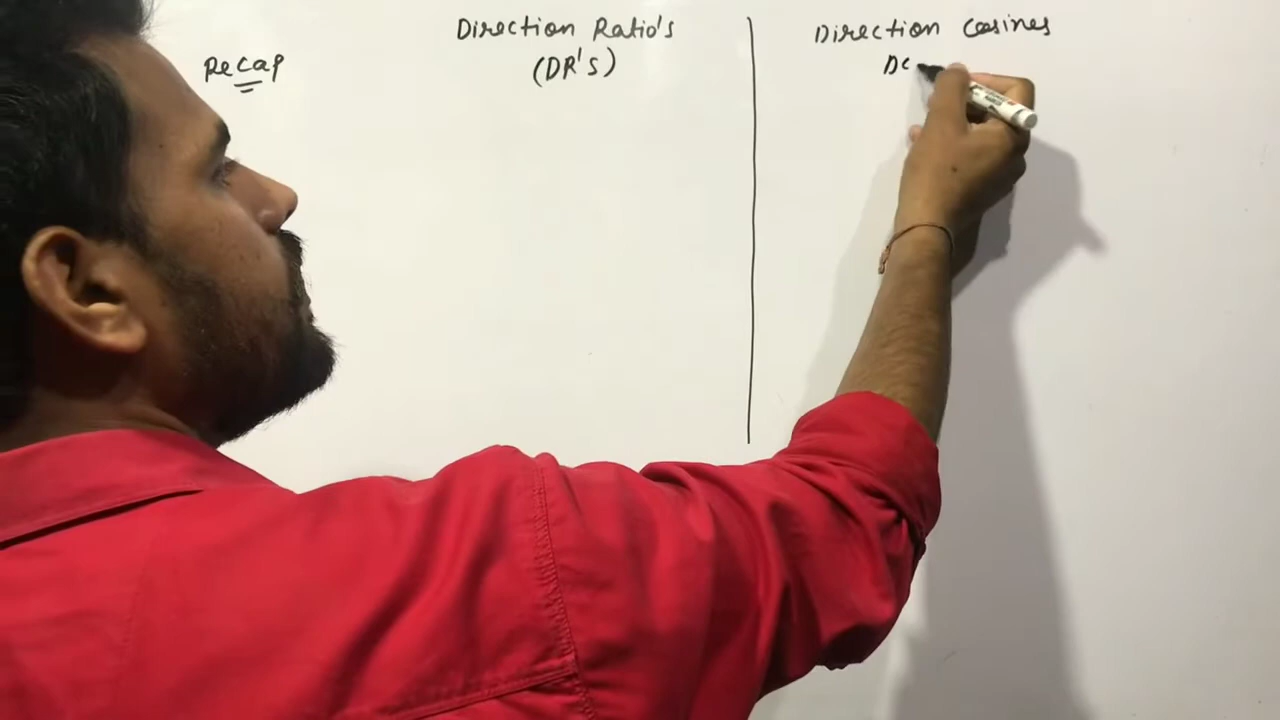 Recap
Direction Ratio's
(DR's)
Direction Cosines
DC